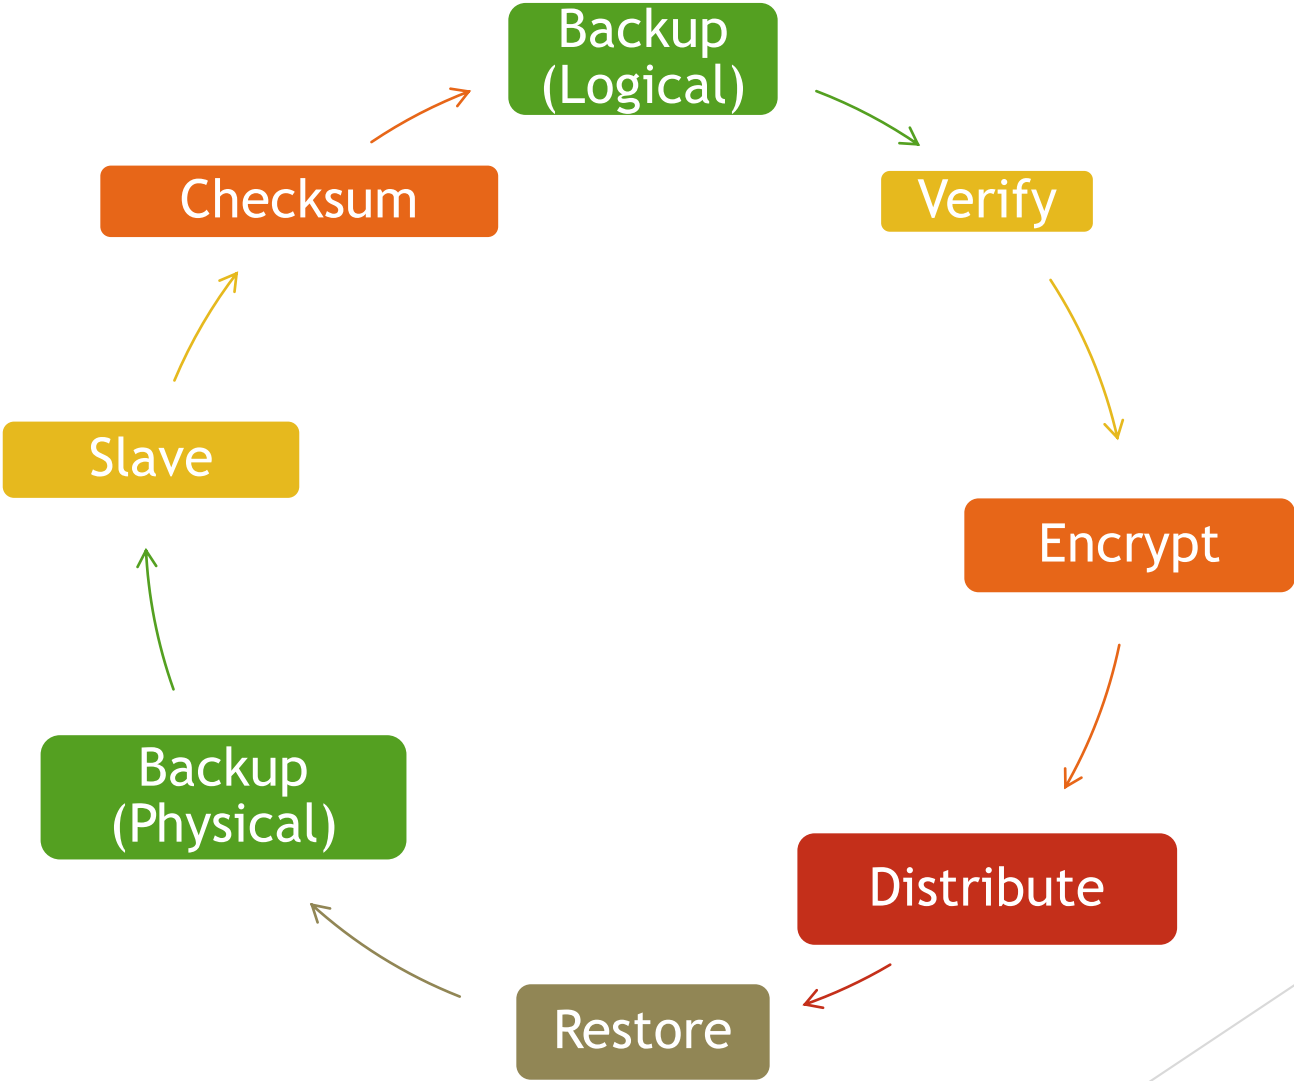 Backup
(Logical)
Verify
Encrypt
Distribute
Restore
Backup
(Physical)
Slave
Checksum